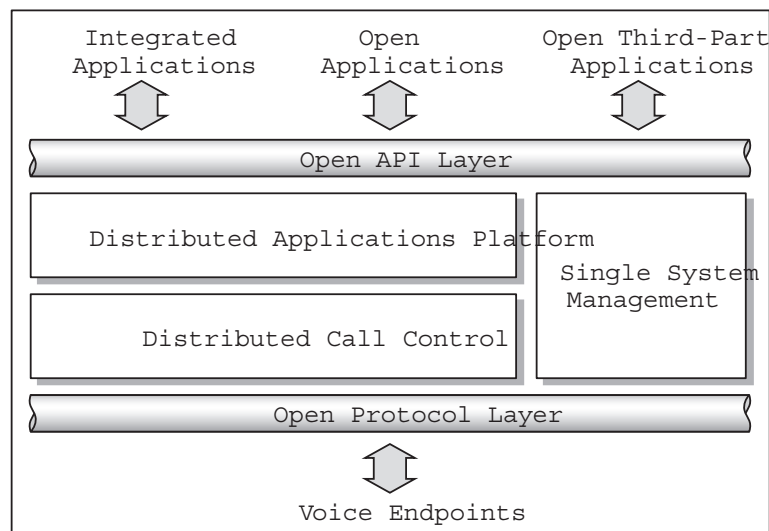 Integrated
Applications
Open
Applications
Open Third-Part
Applications
Open API Layer
Distributed Applications Platform
Single System
Management
Distributed Call Control
Open Protocol Layer
Voice Endpoints